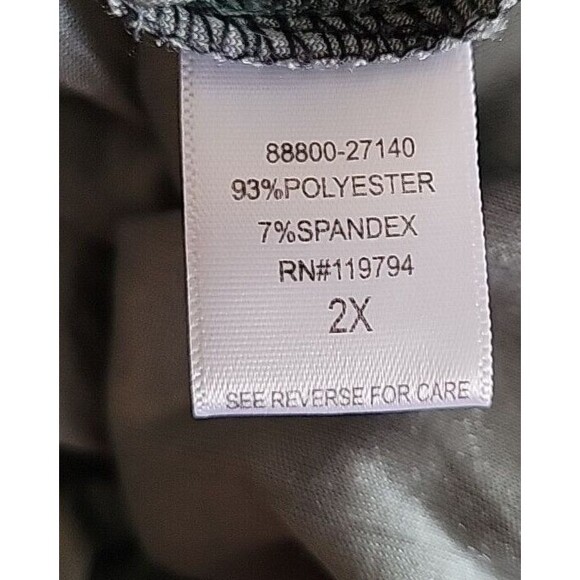 88800-27140
93%POLYESTER
7%SPANDEX
RN#119794
2X
SEE REVERSE FOR CARE